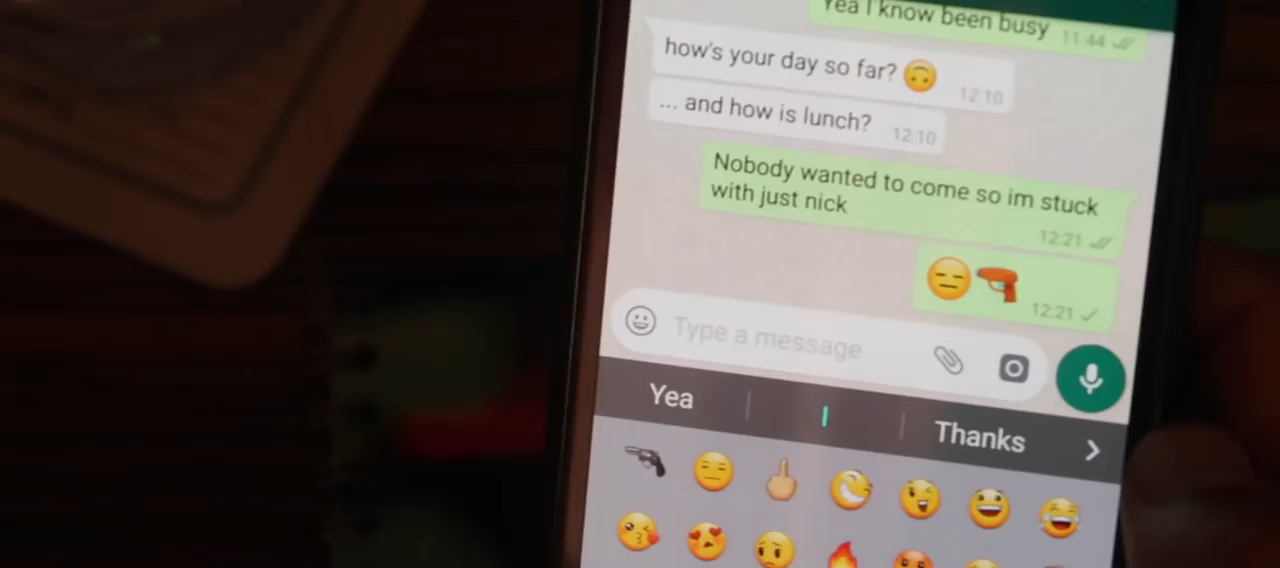 Yea I know been busy 11:44
how's your day so far? 🙃 12:10
... and how is lunch? 12:10
Nobody wanted to come so im stuck
with just nick
12:21
😑🔫 12:21
Type a message
Yea I Thanks